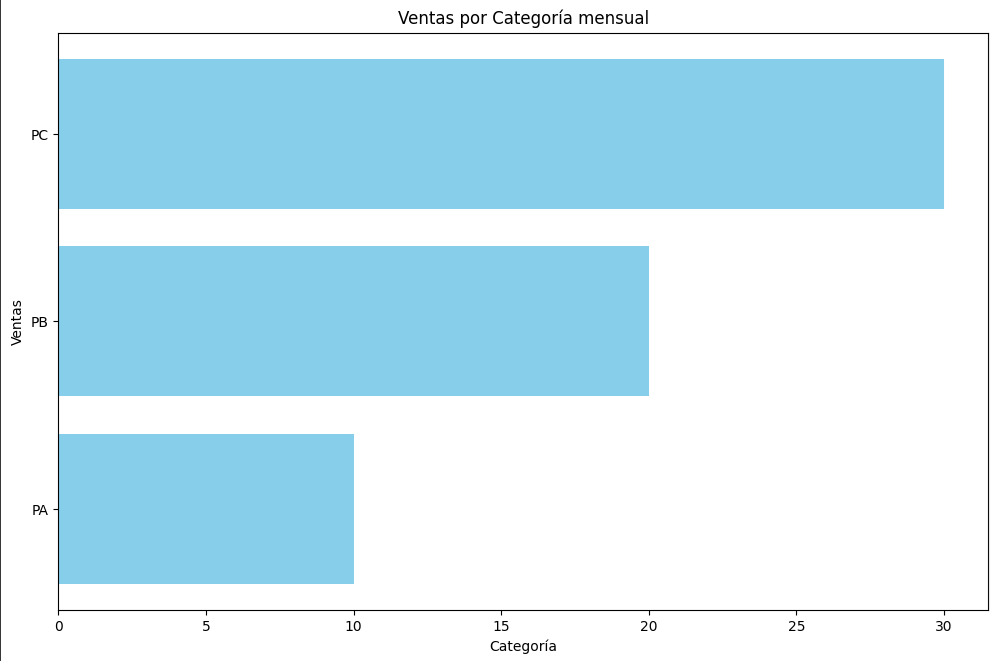 Ventas por Categoría mensual
PC
PB
PA
Ventas
0 5 10 15 20 25 30
Categoría